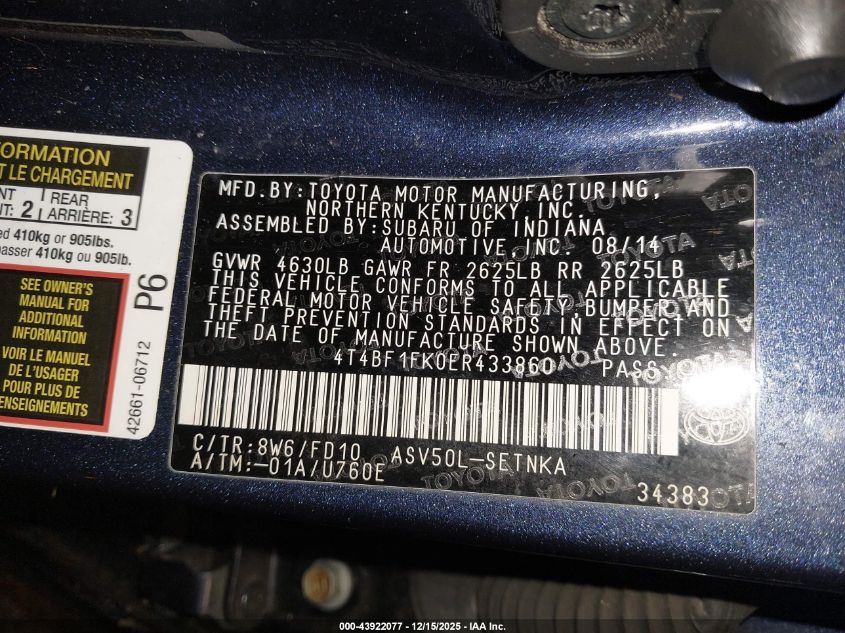 FORMATION
T LE CHARGEMENT
NT REAR
IT: 2 ARRIÈRE: 3
ed 410kg or 905lbs.
passer 410kg ou 905lb.
SEE OWNER'S
MANUAL FOR
ADDITIONAL
INFORMATION
VOIR LE MANUEL
DE L'USAGER
POUR PLUS DE
RENSEIGNEMENTS
P6
42661-06712
MFD.BY:TOYOTA MOTOR MANUFACTURING,
NORTHERN KENTUCKY,INC.
ASSEMBLED BY:SUBARU OF INDIANA
AUTOMOTIVE,INC. 08/14
GVWR 4630LB GAWR FR 2625LB RR 2625LB
THIS VEHICLE CONFORMS TO ALL APPLICABLE
FEDERAL MOTOR VEHICLE SAFETY,BUMPER,AND
THEFT PREVENTION STANDARDS IN EFFECT ON
THE DATE OF MANUFACTURE SHOWN ABOVE.
4T4BF1FK0ER433860 PASS.
C/TR:8W6/FD10 ASV50L-SETNKA
A/TM:-01A/U760E
34383
TOYOTA
000-43922077 - 12/15/2025 - IAA Inc.